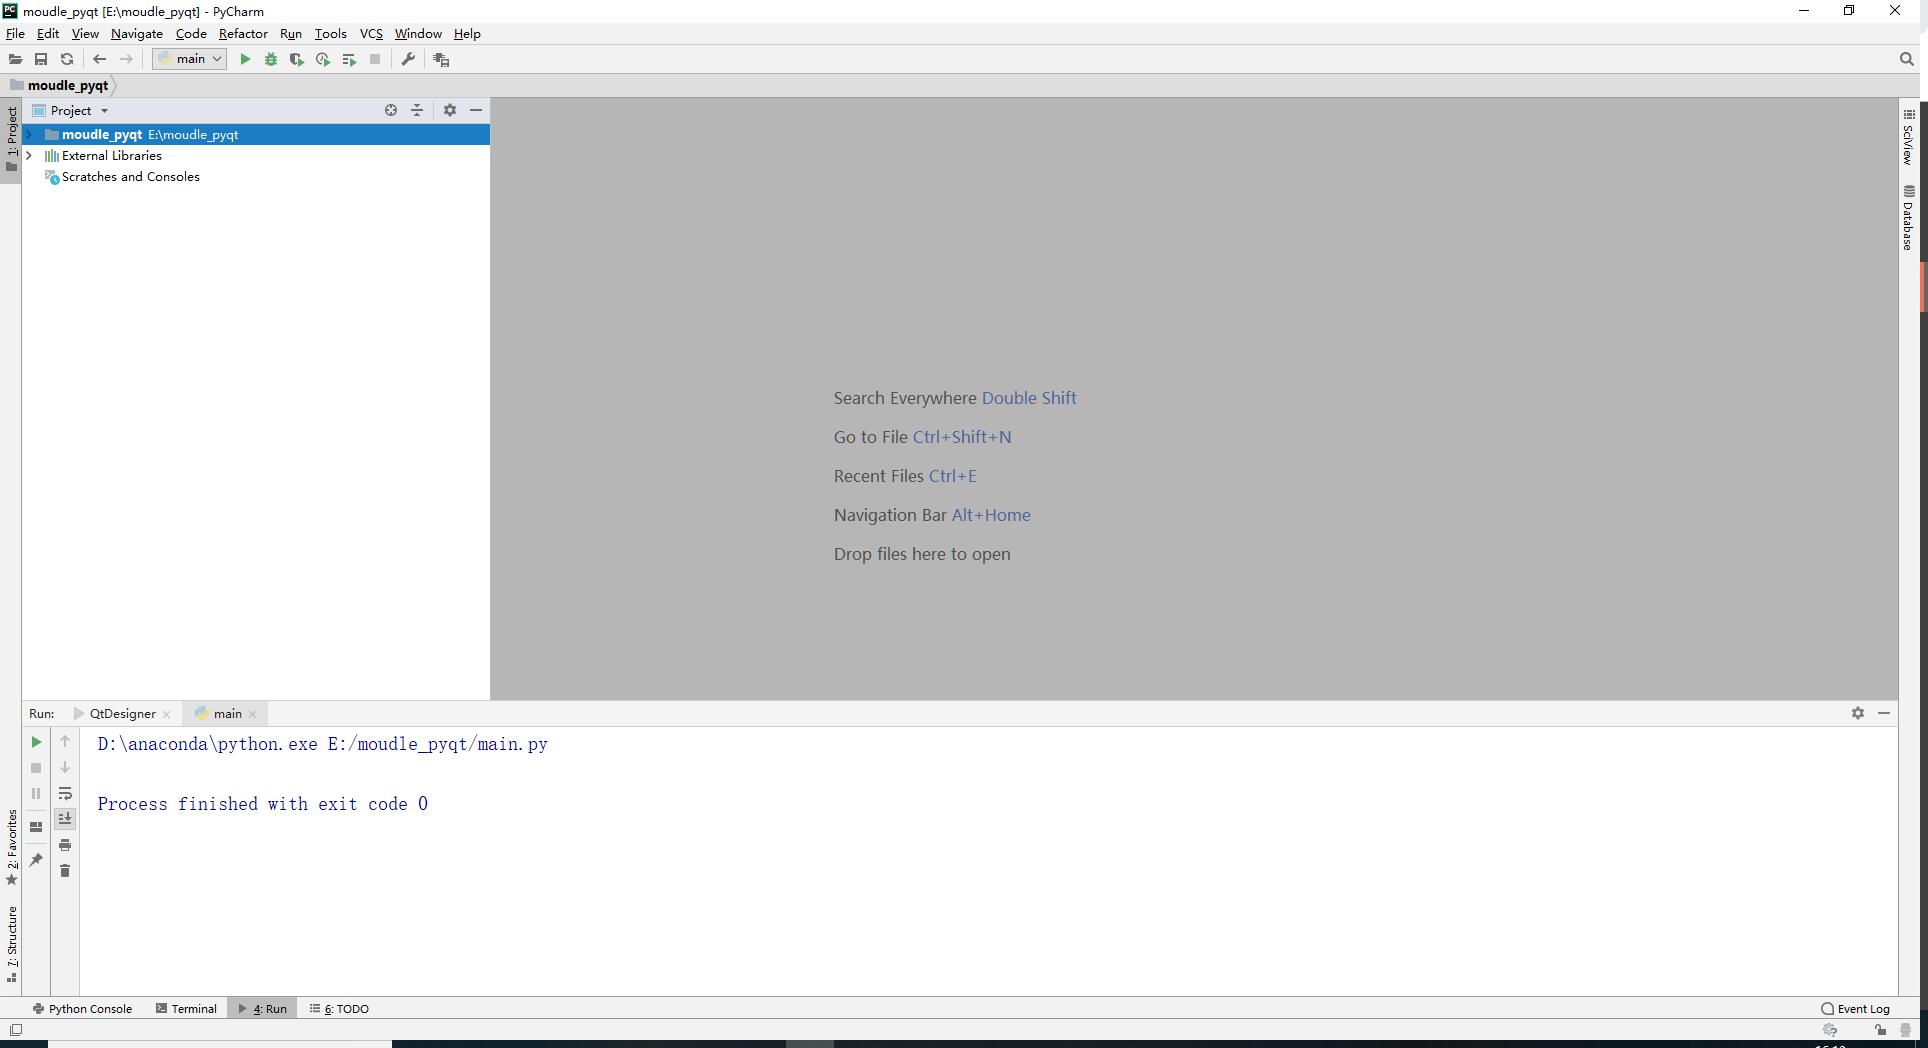 moudle_pyqt [E:\moudle_pyqt] - PyCharm
File Edit View Navigate Code Refactor Run Tools VCS Window Help
main
moudle_pyqt
1: Project
Project
moudle_pyqt E:\moudle_pyqt
External Libraries
Scratches and Consoles
SciView
Database
Search Everywhere Double Shift
Go to File Ctrl+Shift+N
Recent Files Ctrl+E
Navigation Bar Alt+Home
Drop files here to open
Run: QtDesigner main
D:\anaconda\python.exe E:/moudle_pyqt/main.py
Process finished with exit code 0
2: Favorites
7: Structure
Python Console Terminal 4: Run 6: TODO Event Log